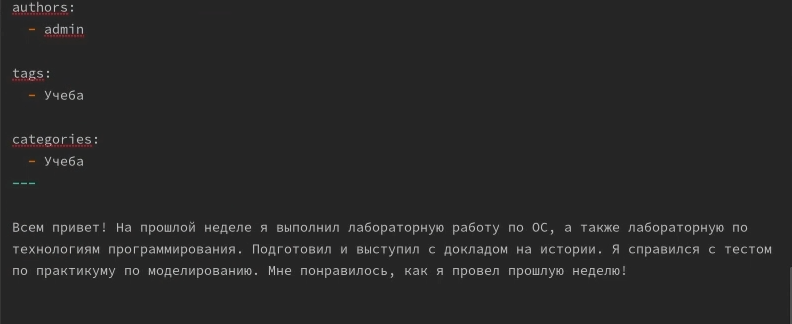 authors:
- admin
tags:
- Учеба
categories:
- Учеба
---
Всем привет! На прошлой неделе я выполнил лабораторную работу по ОС, а также лабораторную по
технологиям программирования. Подготовил и выступил с докладом на истории. Я справился с тестом
по практикуму по моделированию. Мне понравилось, как я провел прошлую неделю!